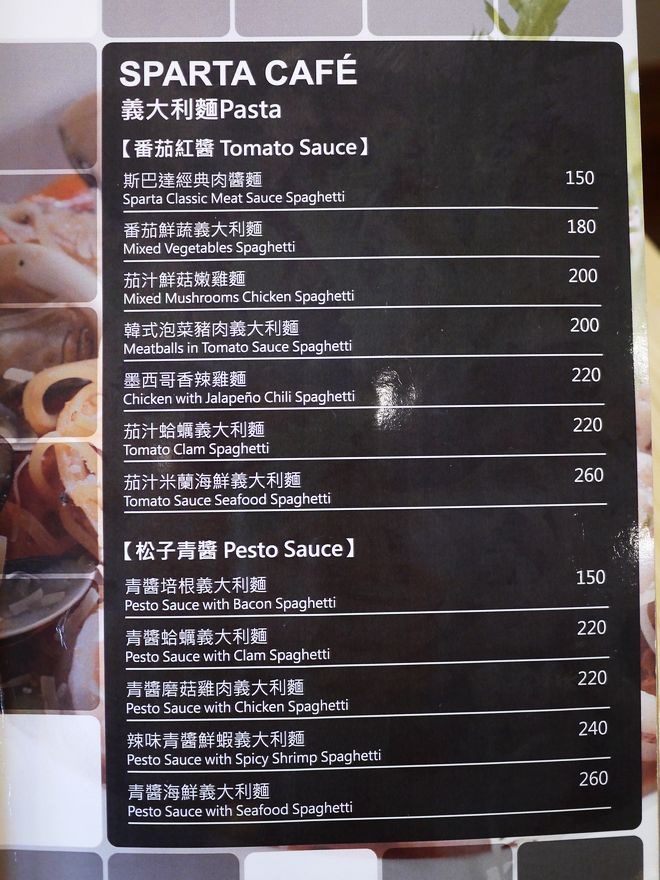 SPARTA CAFÉ
義大利麵Pasta
【番茄紅醬 Tomato Sauce】
斯巴達經典肉醬麵 150
Sparta Classic Meat Sauce Spaghetti
番茄鮮蔬義大利麵 180
Mixed Vegetables Spaghetti
茄汁鮮菇嫩雞麵 200
Mixed Mushrooms Chicken Spaghetti
韓式泡菜豬肉義大利麵 200
Meatballs in Tomato Sauce Spaghetti
墨西哥香辣雞麵 220
Chicken with Jalapeño Chili Spaghetti
茄汁蛤蠣義大利麵 220
Tomato Clam Spaghetti
茄汁米蘭海鮮義大利麵 260
Tomato Sauce Seafood Spaghetti
【松子青醬 Pesto Sauce】
青醬培根義大利麵 150
Pesto Sauce with Bacon Spaghetti
青醬蛤蠣義大利麵 220
Pesto Sauce with Clam Spaghetti
青醬磨菇雞肉義大利麵 220
Pesto Sauce with Chicken Spaghetti
辣味青醬鮮蝦義大利麵 240
Pesto Sauce with Spicy Shrimp Spaghetti
青醬海鮮義大利麵 260
Pesto Sauce with Seafood Spaghetti